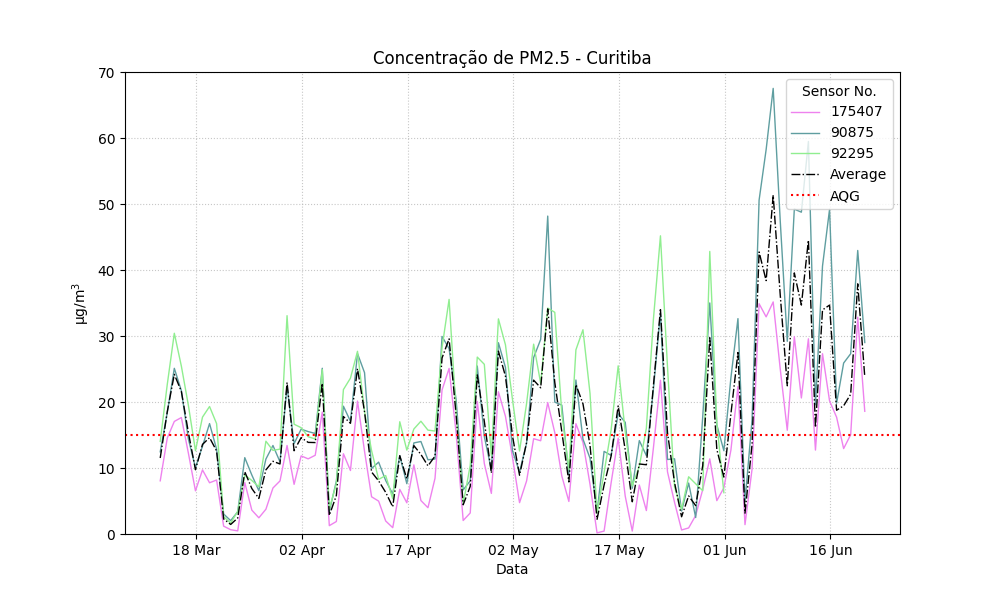 Concentração de PM2.5 - Curitiba
70
60
50
40
30
20
10
0
µg/m³
Sensor No.
175407
90875
92295
Average
AQG
18 Mar
02 Apr
17 Apr
02 May
17 May
01 Jun
16 Jun
Data